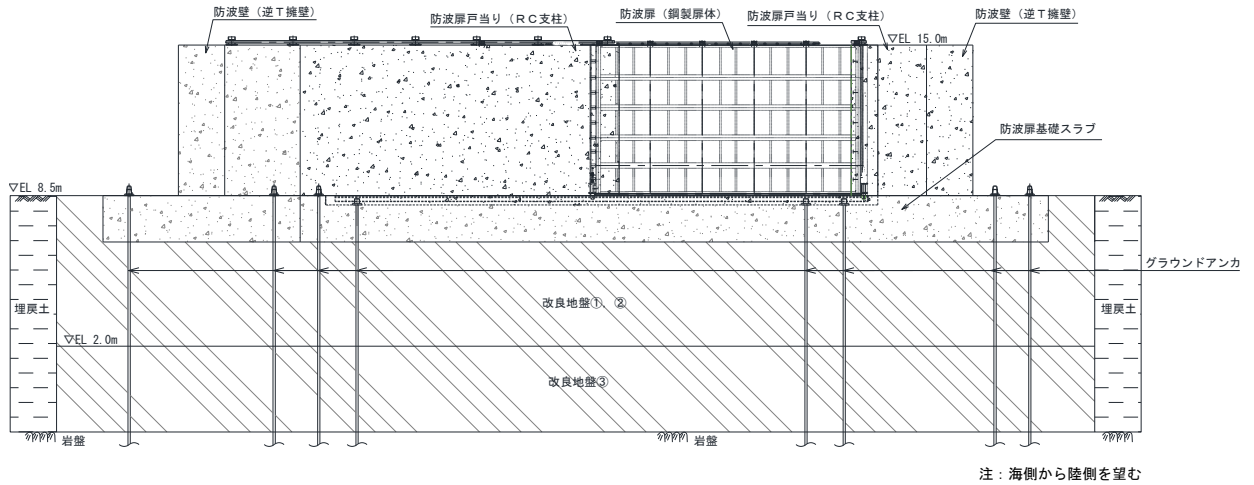 防波壁（逆Ｔ擁壁）
防波扉戸当り（ＲＣ支柱）
防波扉（鋼製扉体）
防波扉戸当り（ＲＣ支柱）
防波壁（逆Ｔ擁壁）
▽EL 15.0m
防波扉基礎スラブ
▽EL 8.5m
グラウンドアンカ
埋戻土
改良地盤①、②
埋戻土
▽EL 2.0m
改良地盤③
岩盤
岩盤
注：海側から陸側を望む